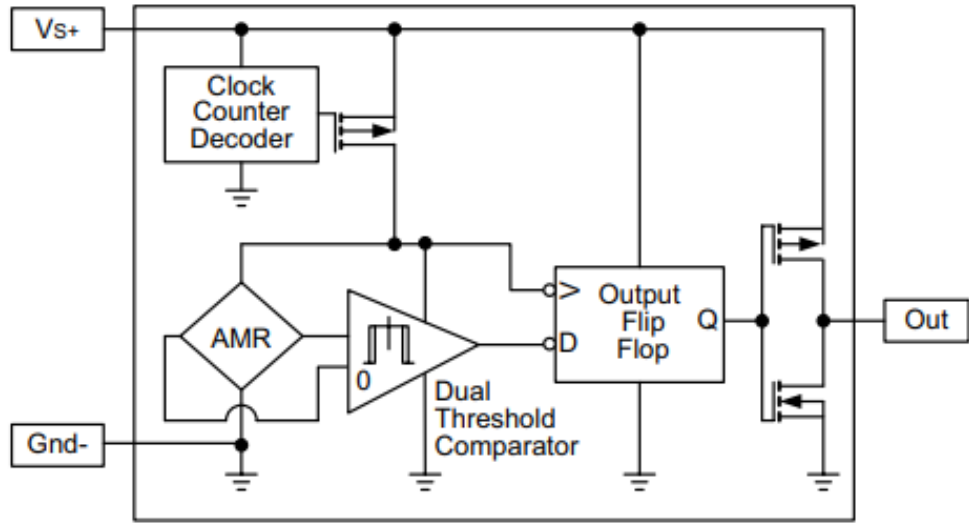 Vs+
Clock
Counter
Decoder
AMR
0
Dual
Threshold
Comparator
>
D
Output
Flip
Flop
Q
Out
Gnd-